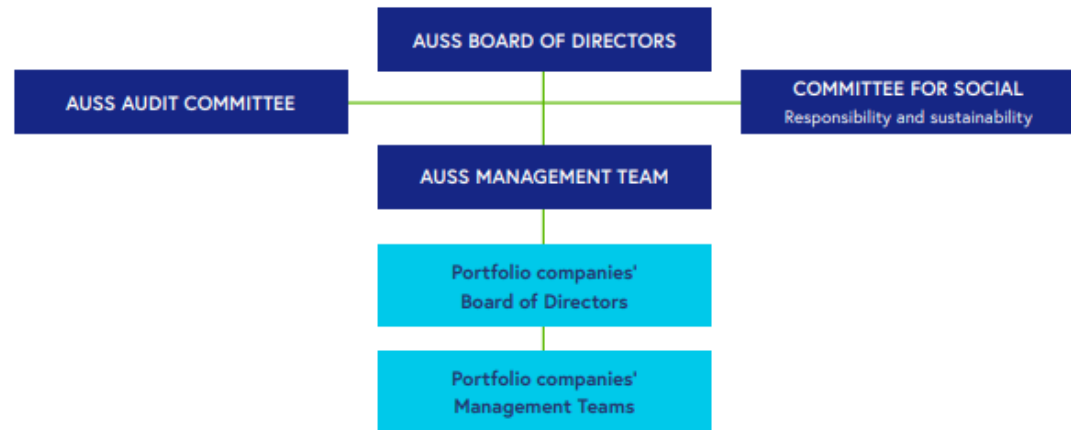 AUSS BOARD OF DIRECTORS
AUSS AUDIT COMMITTEE
COMMITTEE FOR SOCIAL
Responsibility and sustainability
AUSS MANAGEMENT TEAM
Portfolio companies'
Board of Directors
Portfolio companies'
Management Teams